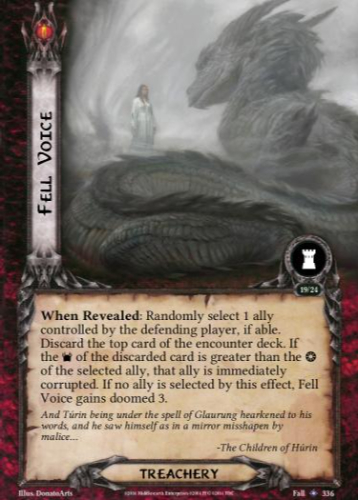 FELL VOICE
19/24
When Revealed: Randomly select 1 ally
controlled by the defending player, if able.
Discard the top card of the encounter deck. If
the of the discarded card is greater than the
of the selected ally, that ally is immediately
corrupted. If no ally is selected by this effect, Fell
Voice gains doomed 3.
And Túrin being under the spell of Glaurung hearkened to his
words, and he saw himself as in a mirror misshapen by
malice...
-The Children of Húrin
Illus. DonatoArts
TREACHERY
Fall 336